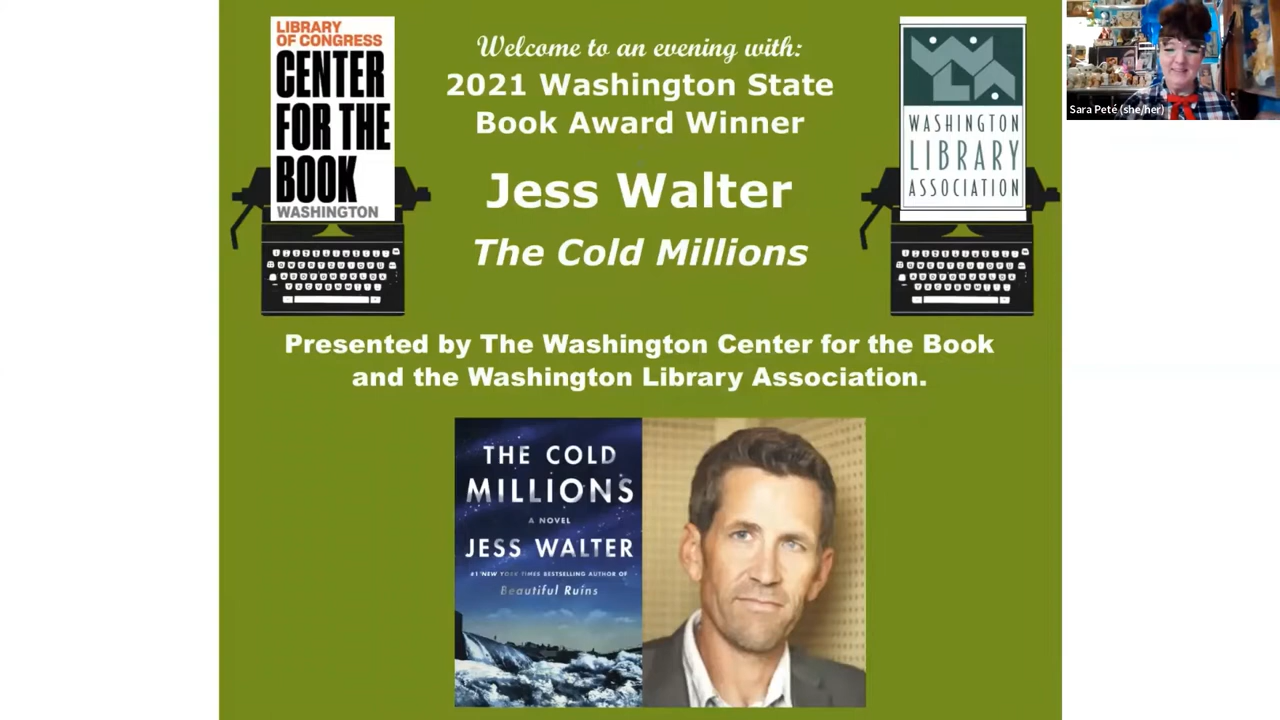 LIBRARY
OF CONGRESS
CENTER
FOR THE
BOOK
WASHINGTON
Welcome to an evening with:
2021 Washington State
Book Award Winner
Jess Walter
The Cold Millions
WLA
WASHINGTON
LIBRARY
ASSOCIATION
Sara Peté (she/her)
Presented by The Washington Center for the Book
and the Washington Library Association.
THE COLD
MILLIONS
A NOVEL
JESS WALTER
#1 NEW YORK TIMES BESTSELLING AUTHOR OF
Beautiful Ruins